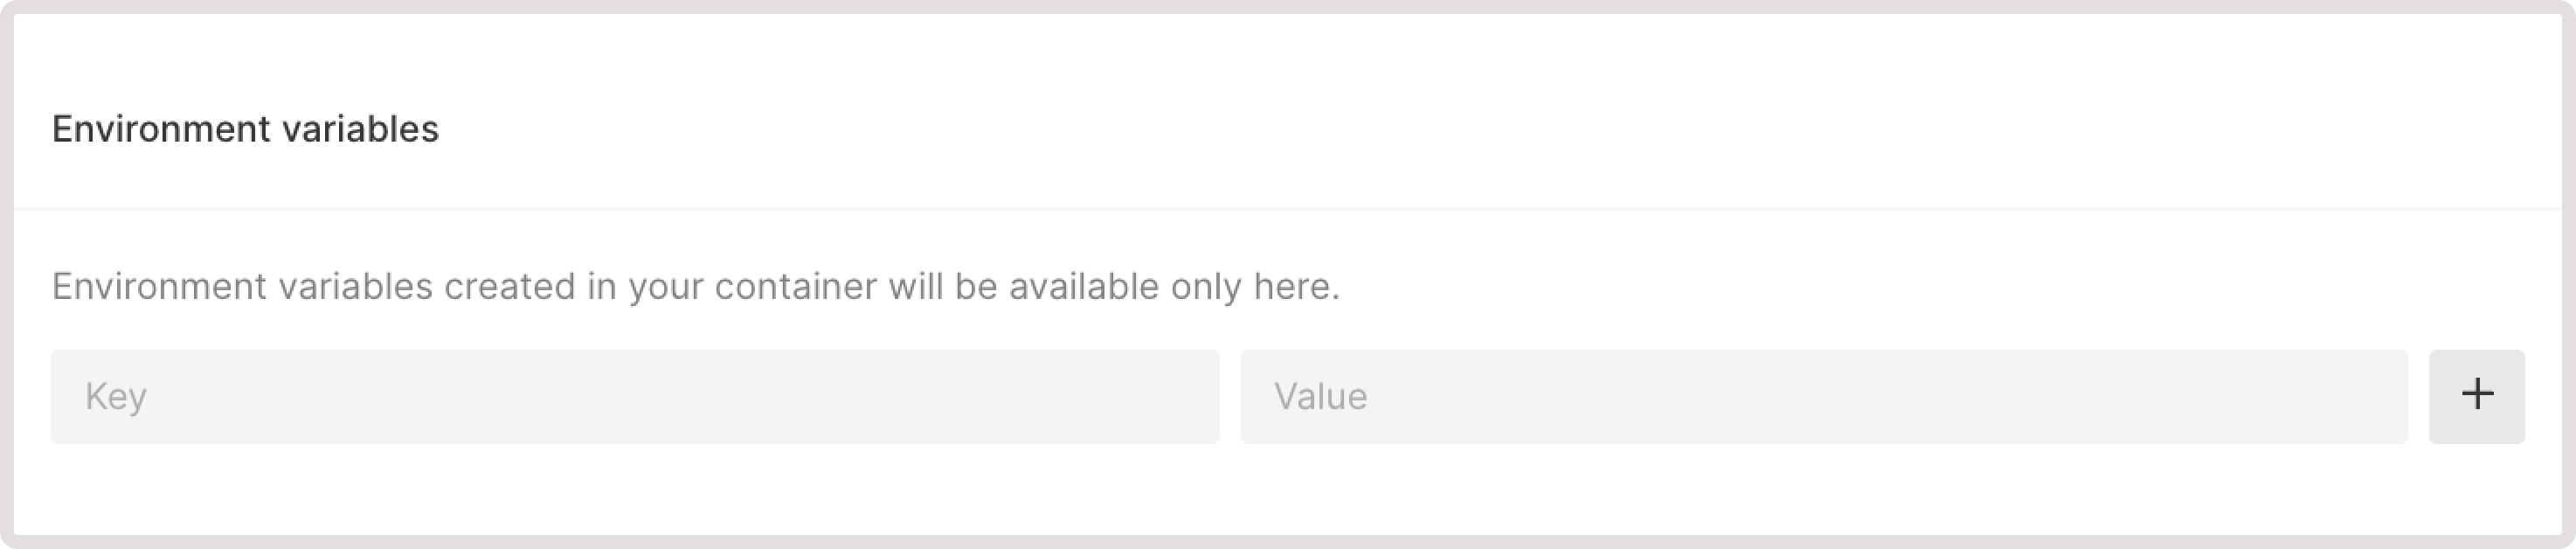 Environment variables
Environment variables created in your container will be available only here.
Key
Value
+